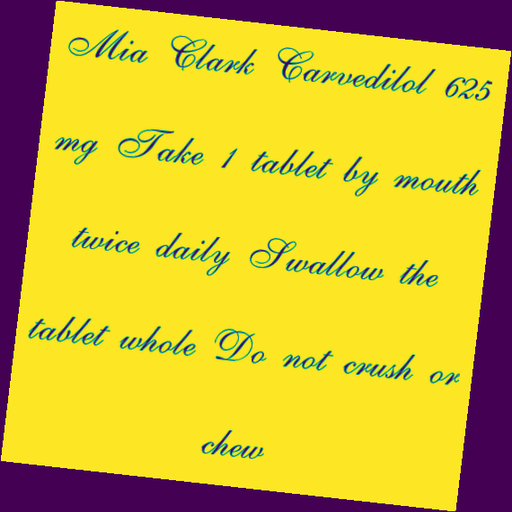 Mia Clark Carvedilol 625
mg Take 1 tablet by mouth
twice daily Swallow the
tablet whole Do not crush or
chew